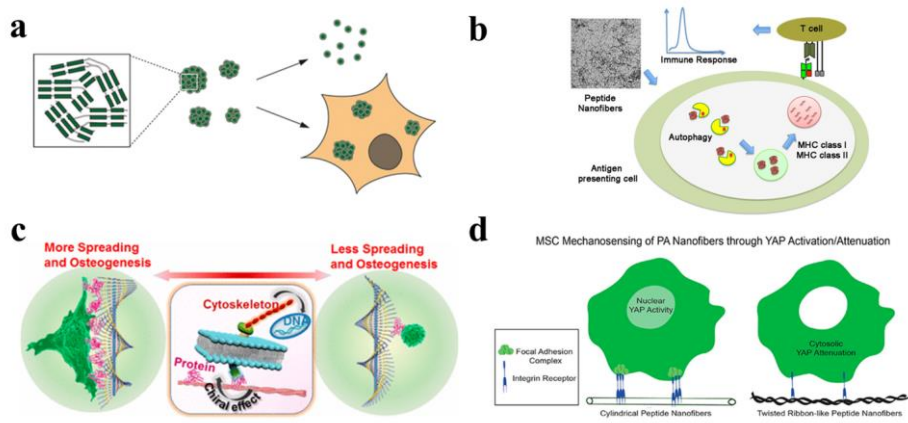 a
b
T cell
Immune Response
Peptide
Nanofibers
Autophagy
MHC class I
MHC class II
Antigen
presenting cell
c
More Spreading
and Osteogenesis
Less Spreading
and Osteogenesis
Cytoskeleton
DNA
Protein
Chiral effect
d
MSC Mechanosensing of PA Nanofibers through YAP Activation/Attenuation
Nuclear
YAP Activity
Cytosolic
YAP Attenuation
Focal Adhesion
Complex
Integrin Receptor
Cylindrical Peptide Nanofibers
Twisted Ribbon-like Peptide Nanofibers